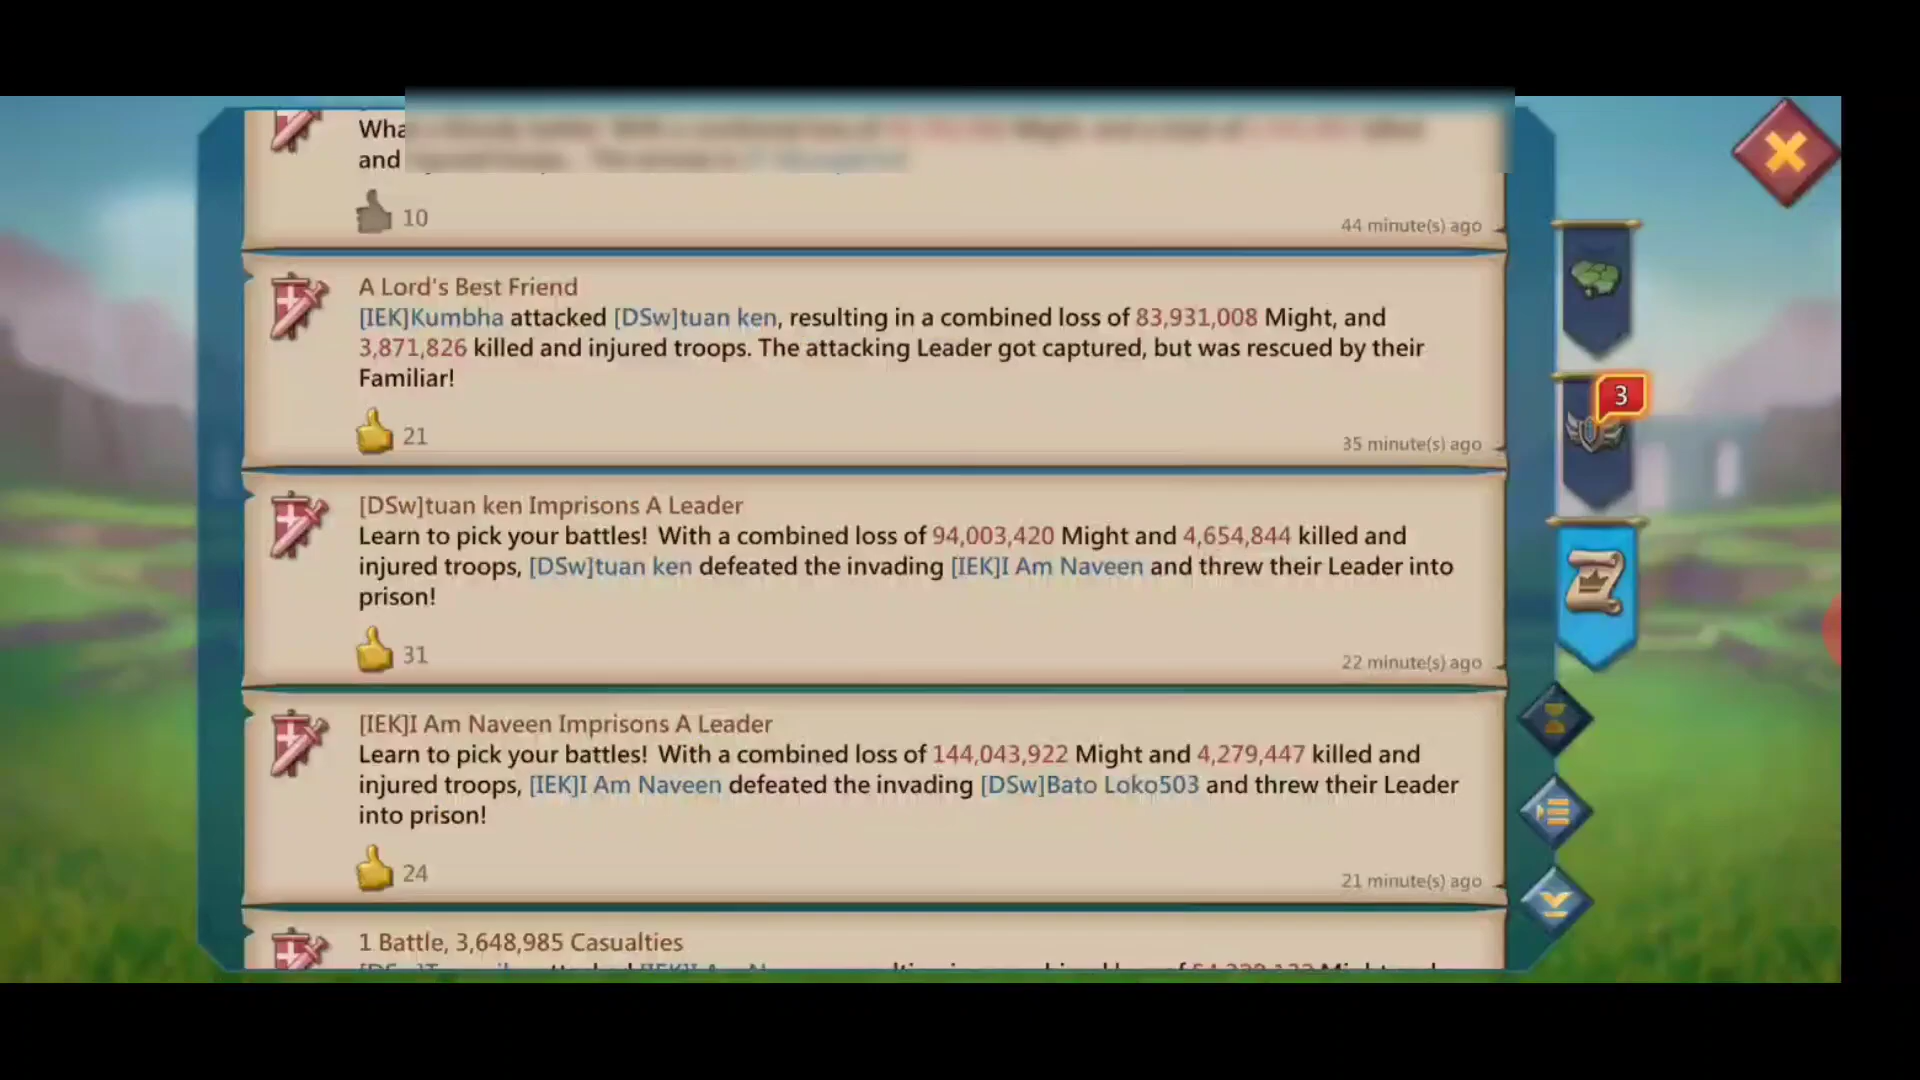 Wha
and
10
44 minute(s) ago
A Lord's Best Friend
[IEK]Kumbha attacked [DSw]tuan ken, resulting in a combined loss of 83,931,008 Might, and
3,871,826 killed and injured troops. The attacking Leader got captured, but was rescued by their
Familiar!
21
35 minute(s) ago
3
[DSw]tuan ken Imprisons A Leader
Learn to pick your battles! With a combined loss of 94,003,420 Might and 4,654,844 killed and
injured troops, [DSw]tuan ken defeated the invading [IEK]I Am Naveen and threw their Leader into
prison!
31
22 minute(s) ago
[IEK]I Am Naveen Imprisons A Leader
Learn to pick your battles! With a combined loss of 144,043,922 Might and 4,279,447 killed and
injured troops, [IEK]I Am Naveen defeated the invading [DSw]Bato Loko503 and threw their Leader
into prison!
24
21 minute(s) ago
1 Battle, 3,648,985 Casualties